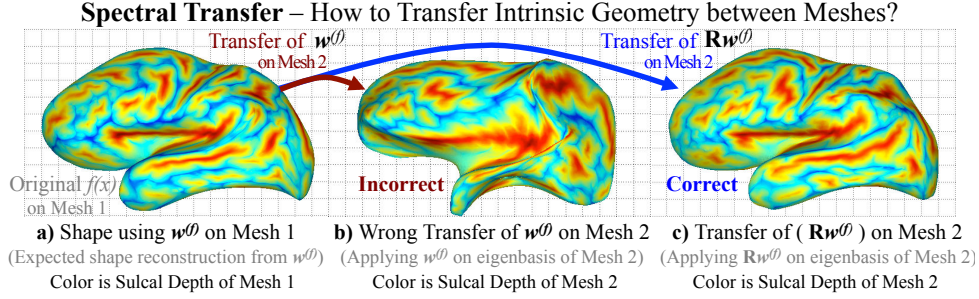 Spectral Transfer – How to Transfer Intrinsic Geometry between Meshes?
Transfer of w(f)
on Mesh 2
Transfer of Rw(f)
on Mesh 2
Original f(x)
on Mesh 1
Incorrect
Correct
a) Shape using w(f) on Mesh 1
(Expected shape reconstruction from w(f))
Color is Sulcal Depth of Mesh 1
b) Wrong Transfer of w(f) on Mesh 2
(Applying w(f) on eigenbasis of Mesh 2)
Color is Sulcal Depth of Mesh 2
c) Transfer of ( Rw(f) ) on Mesh 2
(Applying Rw(f) on eigenbasis of Mesh 2)
Color is Sulcal Depth of Mesh 2